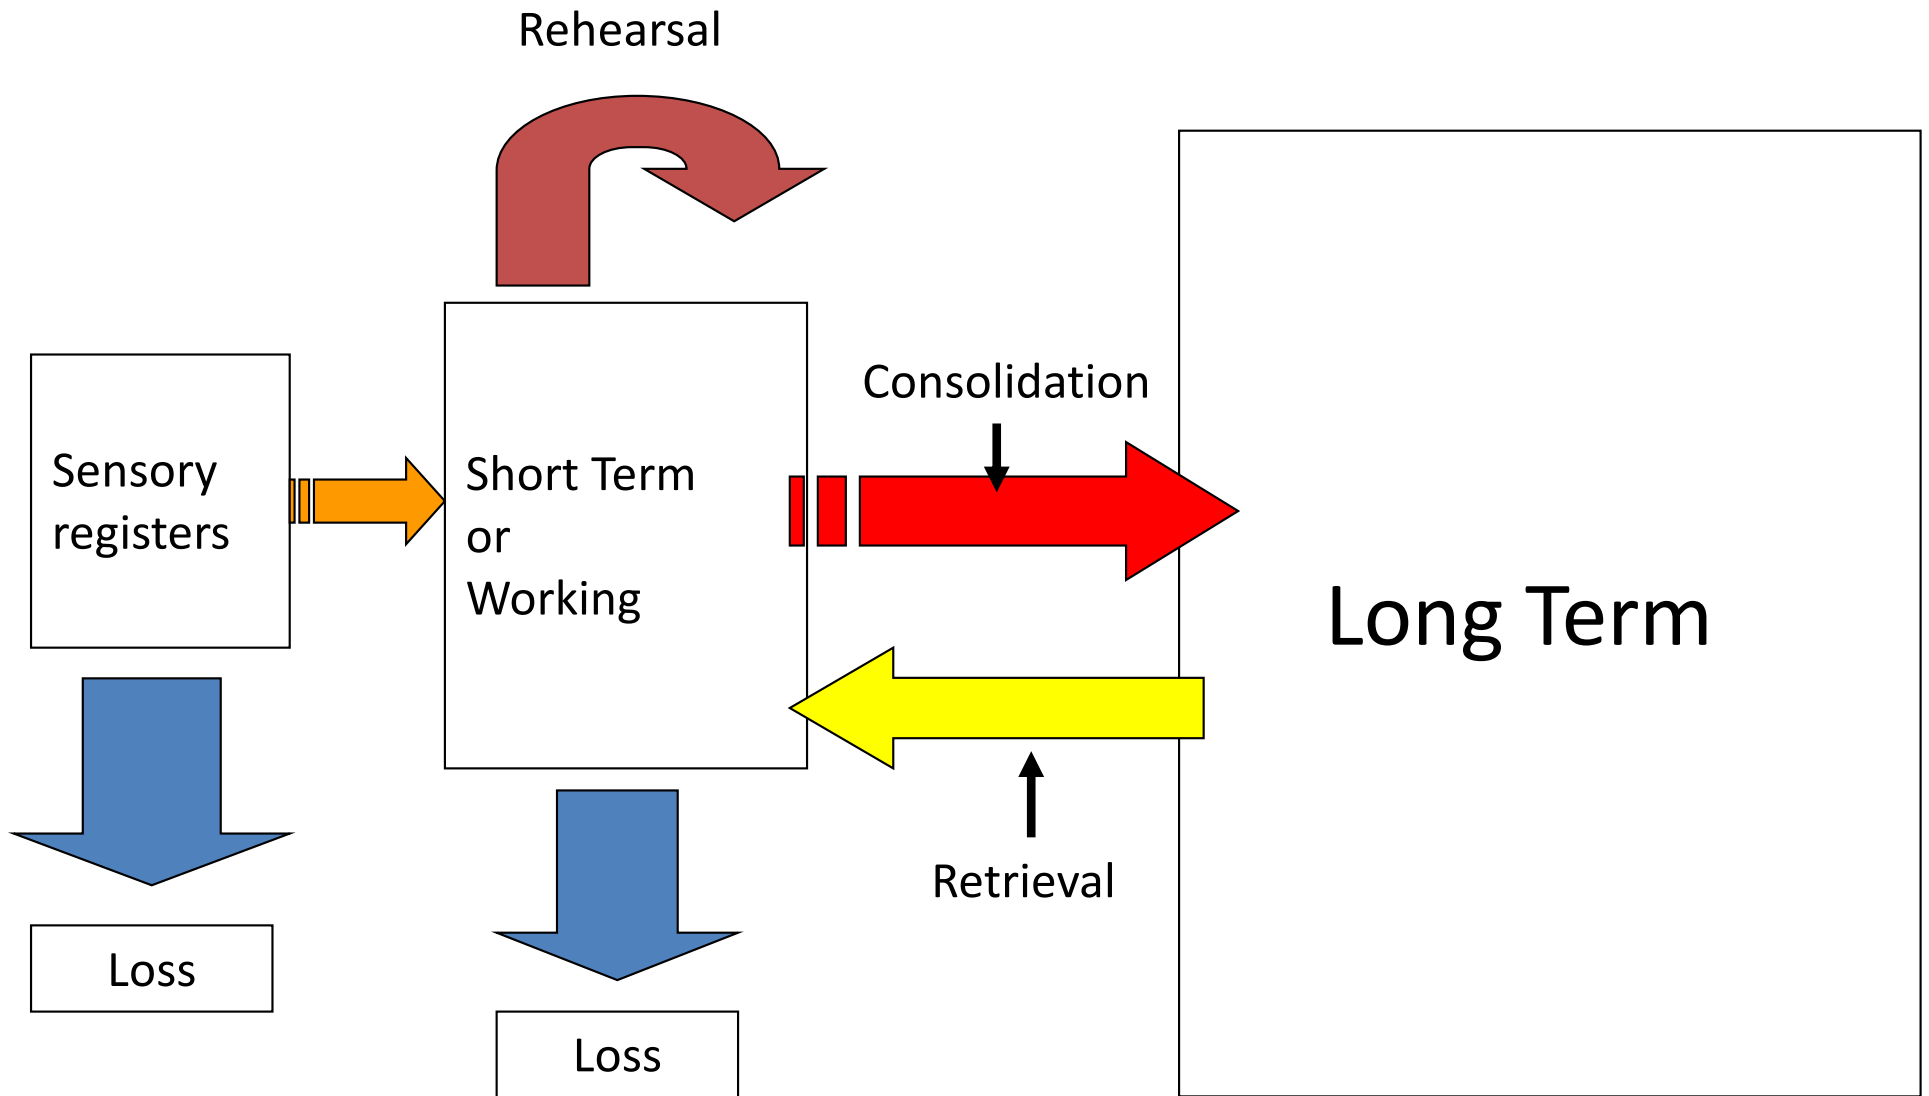 Rehearsal
Consolidation
Sensory
registers
Short Term
or
Working
Long Term
Retrieval
Loss
Loss